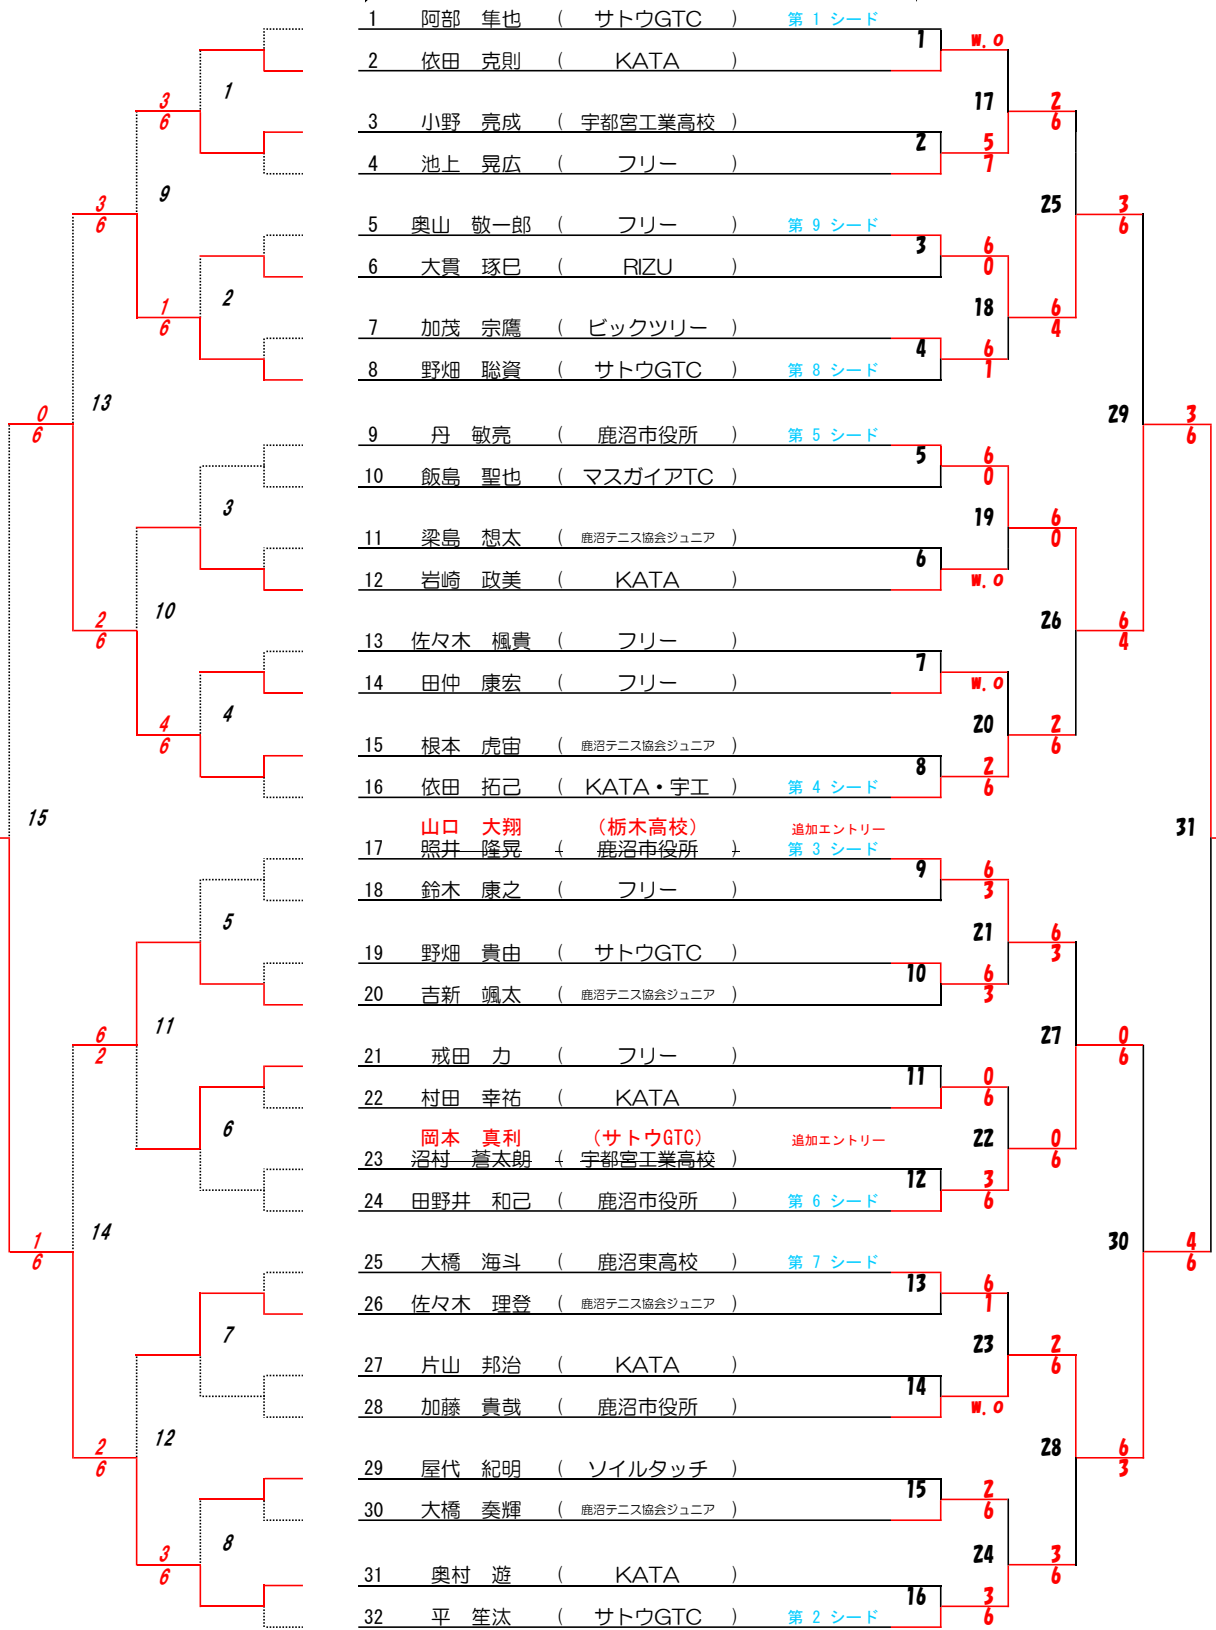 1 阿部 隼也 ( サトウGTC ) 第 1 シード
1 w.o
2 依田 克則 ( KATA )
1
3
6
17
2
6
3 小野 亮成 ( 宇都宮工業高校 )
2 5
7
4 池上 晃広 ( フリー )
9
25
3
6
3
6
5 奥山 敬一郎 ( フリー ) 第 9 シード
3 6
0
6 大貫 琢巳 ( RIZU )
2
1
6
18
6
4
7 加茂 宗鷹 ( ビックツリー )
4 6
1
8 野畑 聡資 ( サトウGTC ) 第 8 シード
13
0
6
29
3
6
9 丹 敏亮 ( 鹿沼市役所 ) 第 5 シード
5 6
0
10 飯島 聖也 ( マスガイアTC )
3
19
6
0
11 梁島 想太 ( 鹿沼テニス協会ジュニア )
6 w.o
12 岩崎 政美 ( KATA )
10
2
6
26
6
4
13 佐々木 楓貴 ( フリー )
7 w.o
14 田仲 康宏 ( フリー )
4
4
6
20
2
6
15 根本 虎宙 ( 鹿沼テニス協会ジュニア )
8 2
6
16 依田 拓己 ( KATA・宇工 ) 第 4 シード
15
31
山口 大翔 (栃木高校) 追加エントリー
17 照井 隆晃 ( 鹿沼市役所 ) 第 3 シード
9 6
3
18 鈴木 康之 ( フリー )
5
21
6
3
19 野畑 貴由 ( サトウGTC )
10 6
3
20 吉新 颯太 ( 鹿沼テニス協会ジュニア )
11
6
2
27
0
6
21 戒田 力 ( フリー )
11 0
6
22 村田 幸祐 ( KATA )
6
22
0
6
岡本 真利 (サトウGTC) 追加エントリー
23 沼村 蒼太朗 ( 宇都宮工業高校 )
12 3
6
24 田野井 和己 ( 鹿沼市役所 ) 第 6 シード
14
1
6
30
4
6
25 大橋 海斗 ( 鹿沼東高校 ) 第 7 シード
13 6
1
26 佐々木 理登 ( 鹿沼テニス協会ジュニア )
7
23
2
6
27 片山 邦治 ( KATA )
14 w.o
28 加藤 貴哉 ( 鹿沼市役所 )
12
2
6
28
6
3
29 屋代 紀明 ( ソイルタッチ )
15 2
6
30 大橋 奏輝 ( 鹿沼テニス協会ジュニア )
8
3
6
24
3
6
31 奥村 遊 ( KATA )
16 3
6
32 平 笙汰 ( サトウGTC ) 第 2 シード